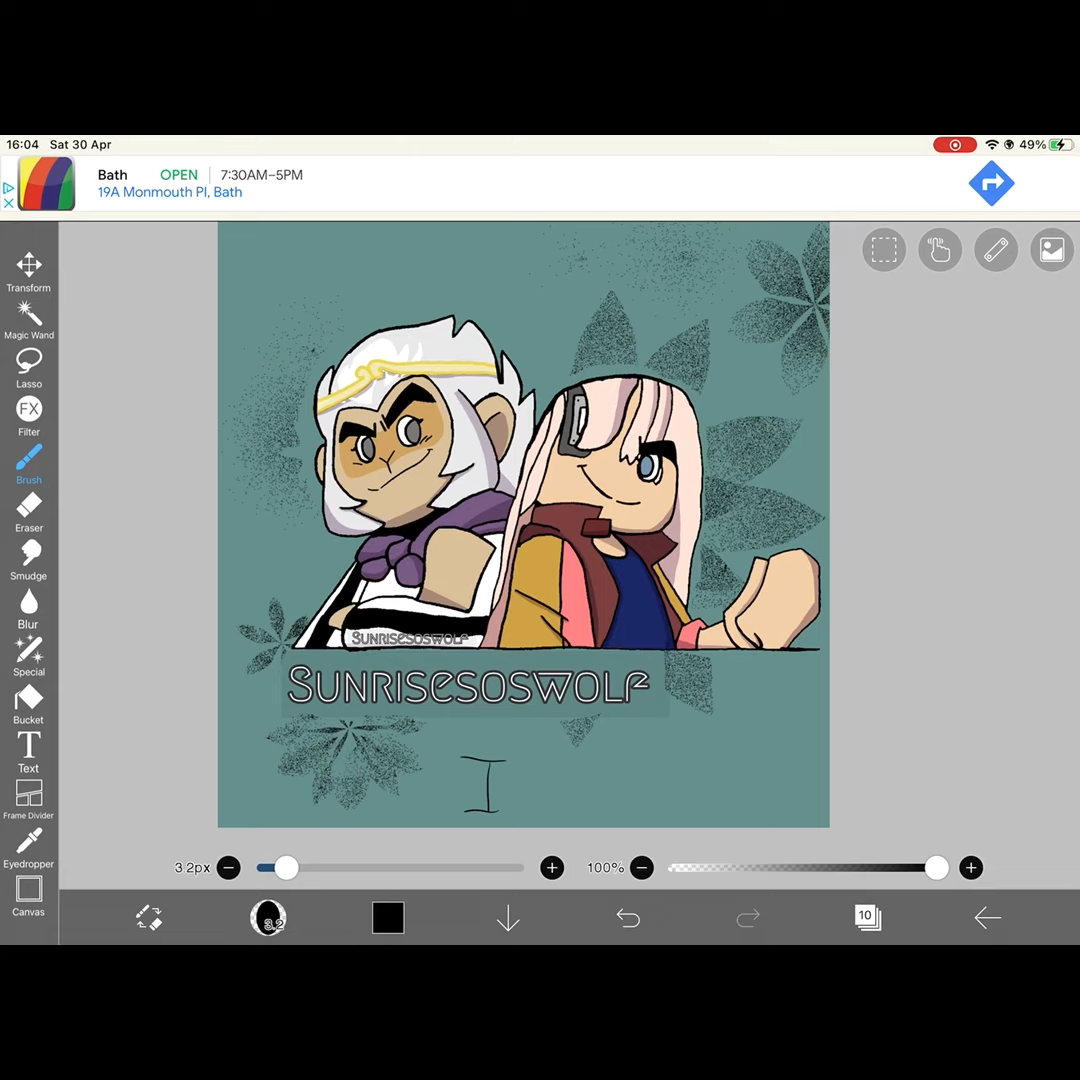 16:04 Sat 30 Apr
49%
Bath OPEN 7:30AM–5PM
19A Monmouth Pl, Bath
Transform
Magic Wand
Lasso
FX
Filter
Brush
Eraser
Smudge
Blur
Special
Bucket
T
Text
Frame Divider
Eyedropper
Canvas
Sunrisesoswolf
Sunrisesoswolf
I
3.2px
100%
3.2
10